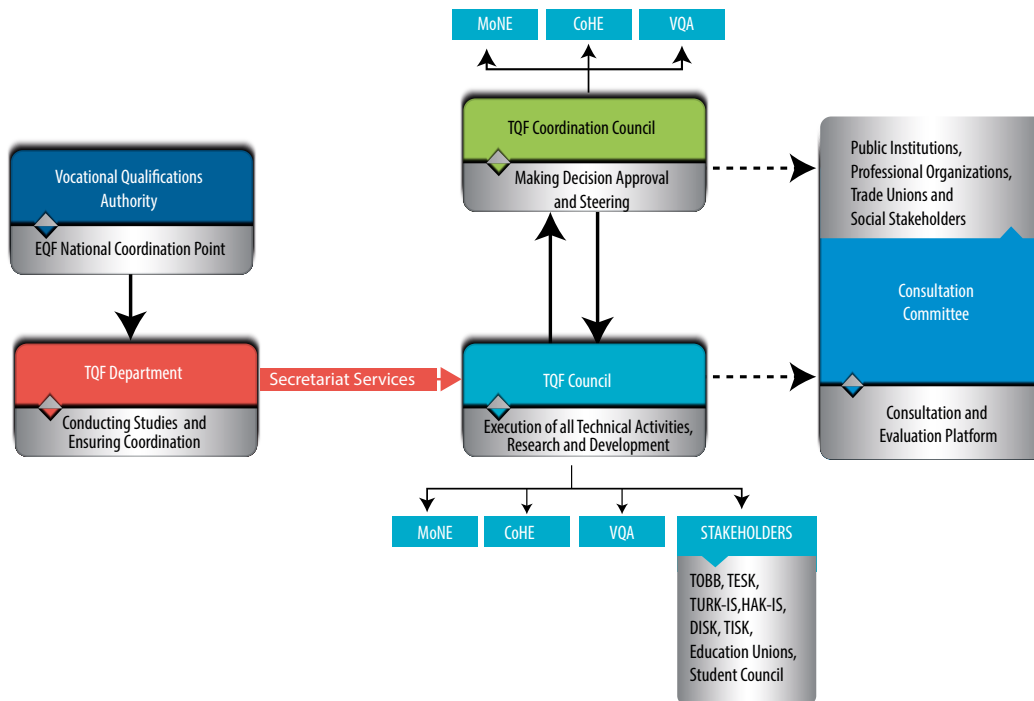 MoNE
CoHE
VQA
TQF Coordination Council
Making Decision Approval
and Steering
Public Institutions,
Professional Organizations,
Trade Unions and
Social Stakeholders
Vocational Qualifications
Authority
EQF National Coordination Point
Consultation
Committee
TQF Department
Conducting Studies and
Ensuring Coordination
Secretariat Services
TQF Council
Execution of all Technical Activities,
Research and Development
Consultation and
Evaluation Platform
MoNE
CoHE
VQA
STAKEHOLDERS
TOBB, TESK,
TURK-IS,HAK-IS,
DISK, TISK,
Education Unions,
Student Council